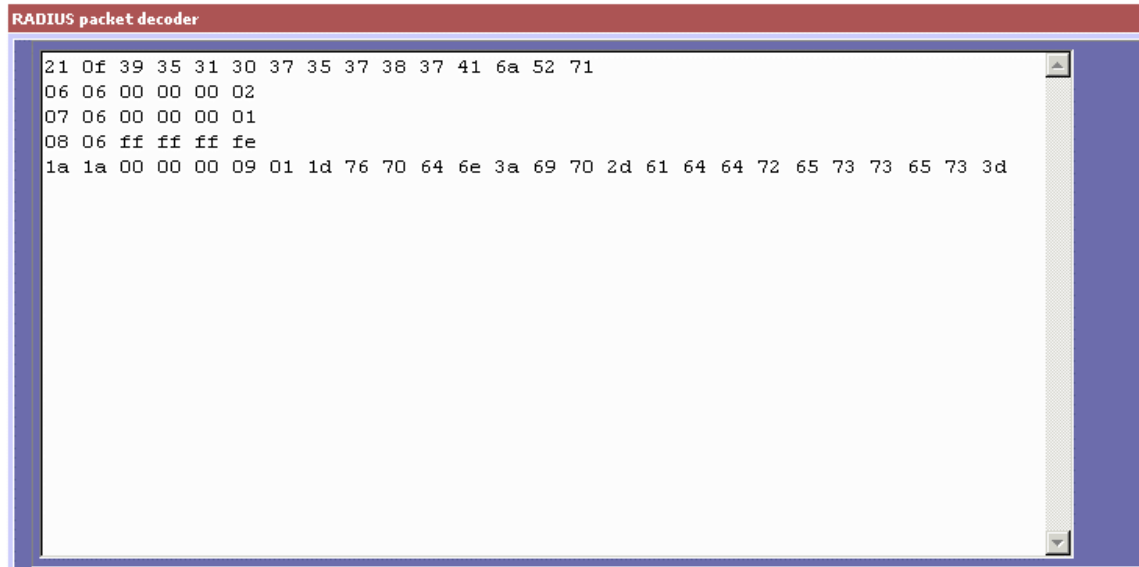 RADIUS packet decoder
21 0f 39 35 31 30 37 35 37 38 37 41 6a 52 71
06 06 00 00 00 02
07 06 00 00 00 01
08 06 ff ff ff fe
1a 1a 00 00 00 09 01 1d 76 70 64 6e 3a 69 70 2d 61 64 64 72 65 73 73 65 73 3d